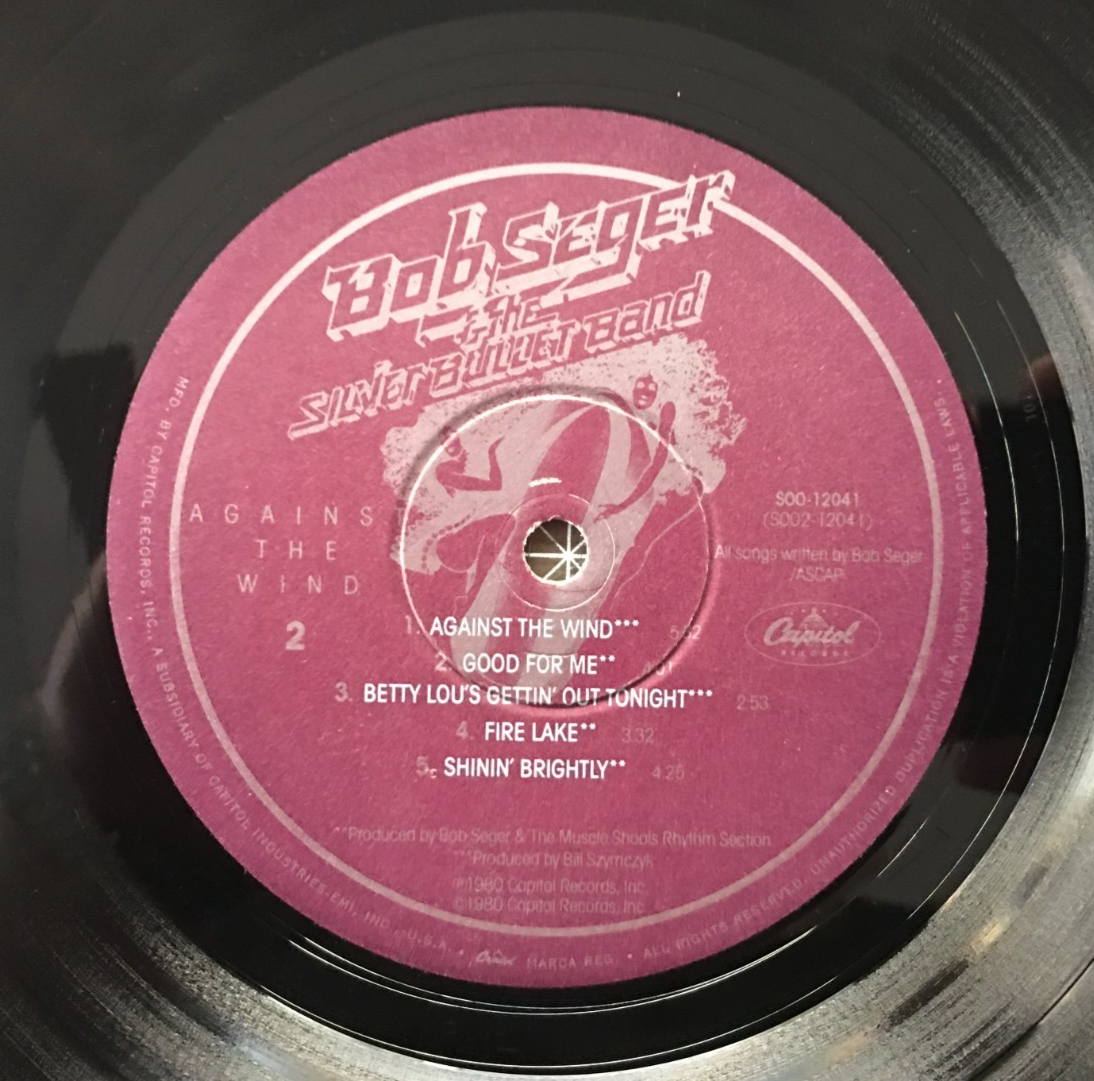 Bob Seger
& the
Silver Bullet Band
AGAINST
THE
WIND
2
SOO-12041
(SOO2-12041)
All songs written by Bob Seger
/ASCAP
Capitol
RECORDS
1. AGAINST THE WIND*** 5:32
2. GOOD FOR ME** 4:01
3. BETTY LOU'S GETTIN' OUT TONIGHT*** 2:53
4. FIRE LAKE** 3:32
5. SHININ' BRIGHTLY** 4:25
**Produced by Bob Seger & The Muscle Shoals Rhythm Section
***Produced by Bill Szymczyk
℗1980 Capitol Records, Inc.
©1980 Capitol Records, Inc.
MFD. BY CAPITOL RECORDS, INC., A SUBSIDIARY OF CAPITOL INDUSTRIES-EMI, INC., U.S.A. • Capitol MARCA REG. • ALL RIGHTS RESERVED. UNAUTHORIZED DUPLICATION IS A VIOLATION OF APPLICABLE LAWS. •